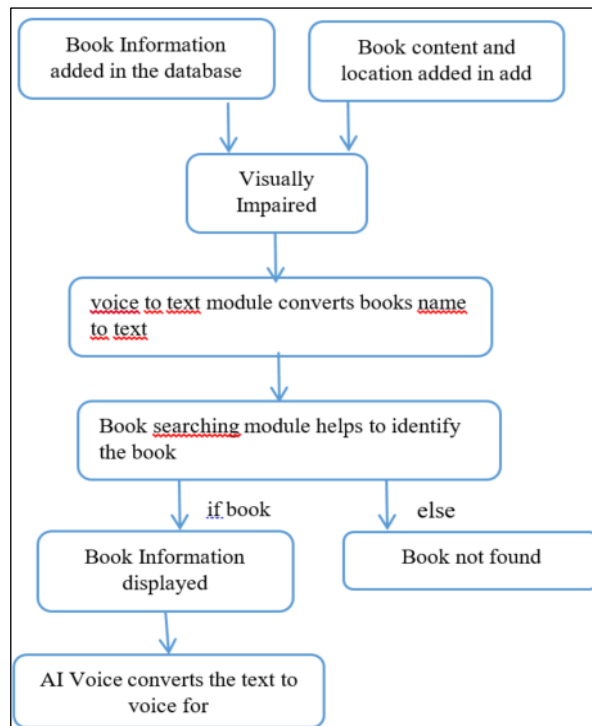 Book Information
added in the database
Book content and
location added in add
Visually
Impaired
voice to text module converts books name
to text
Book searching module helps to identify
the book
if book
else
Book Information
displayed
Book not found
AI Voice converts the text to
voice for